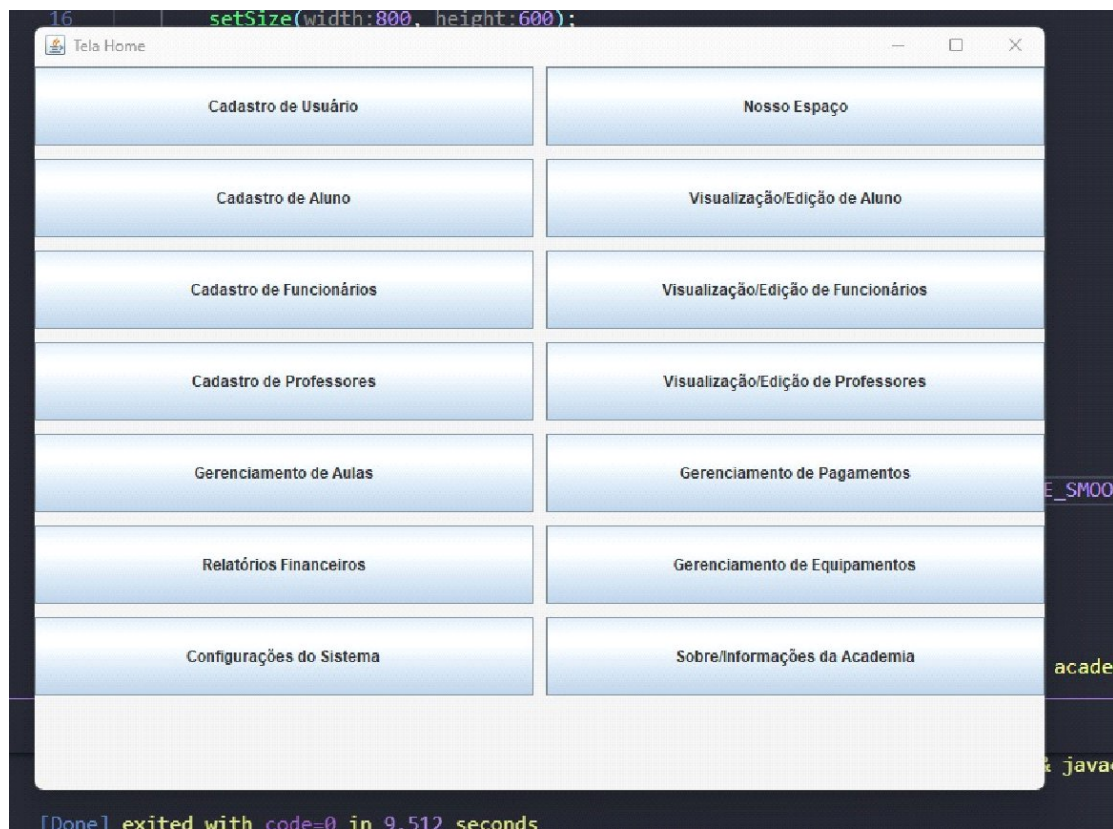 16 setSize(width:800, height:600);
Tela Home
Cadastro de Usuário
Nosso Espaço
Cadastro de Aluno
Visualização/Edição de Aluno
Cadastro de Funcionários
Visualização/Edição de Funcionários
Cadastro de Professores
Visualização/Edição de Professores
Gerenciamento de Aulas
Gerenciamento de Pagamentos
E_SMOO
Relatórios Financeiros
Gerenciamento de Equipamentos
Configurações do Sistema
Sobre/Informações da Academia
acade
& java
[Done] exited with code=0 in 9.512 seconds